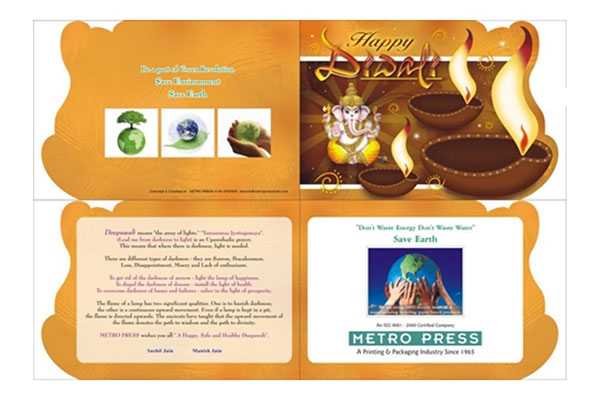 Be a part of Green Resolution
Save Environment
Save Earth
Concept & Creation at : METRO PRESS
Happy
Diwali
Deepawali means "the array of lights." "Tamasomaa Jyotirgamaya".
(Lead me from darkness to light) is an Upanishadic prayer.
This means that where there is darkness, light is needed.
There are different types of darkness - they are Sorrow, Peacelessness,
Loss, Disappointment, Misery and Lack of enthusiasm.
To get rid of the darkness of sorrow - light the lamp of happiness.
To dispel the darkness of disease - install the light of health.
To overcome darkness of losses and failures - usher in the light of prosperity.
The flame of a lamp has two significant qualities. One is to banish darkness;
the other is a continuous upward movement. Even if a lamp is kept in a pit,
the flame is directed upwards. The ancients have taught that the upward movement of
the flame denotes the path to wisdom and the path to divinity.
METRO PRESS wishes you all " A Happy, Safe and Healthy Deepawali".
Sushil Jain Manish Jain
"Don't Waste Energy Don't Waste Water"
Save Earth
An ISO 9001 : 2000 Certified Company
METRO PRESS
A Printing & Packaging Industry Since 1965